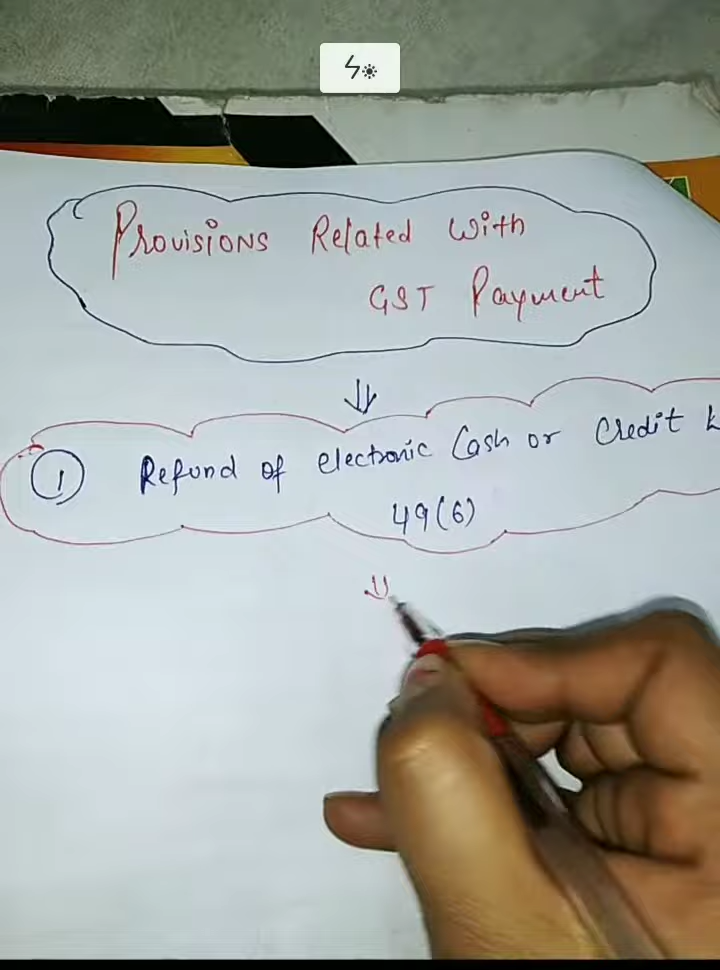 Provisions Related With
GST Payment
① Refund of electronic Cash or Credit
49(6)